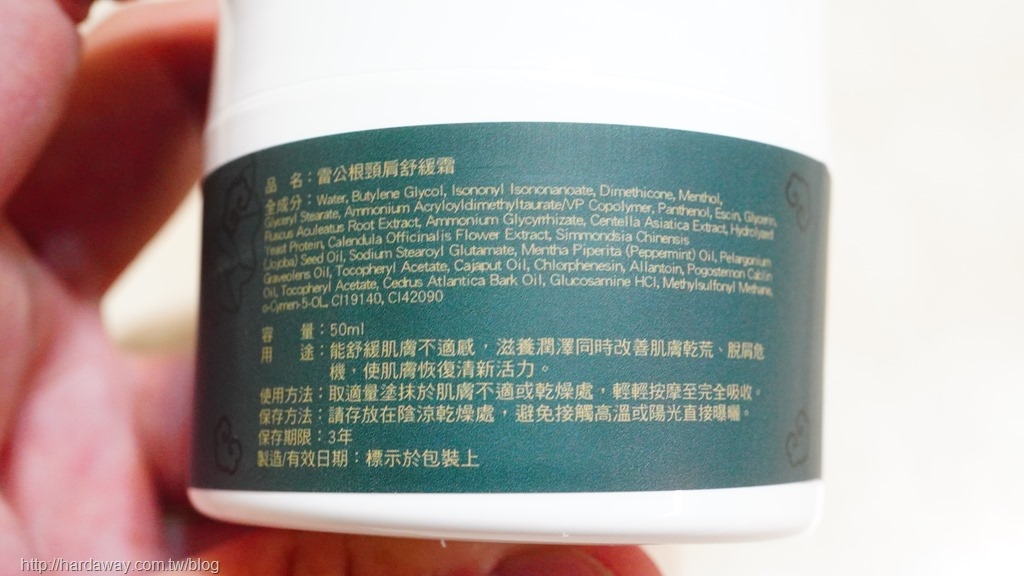 品 名：雷公根頸肩舒緩霜
全成分：Water, Butylene Glycol, Isononyl Isononanoate, Dimethicone, Menthol,
Glyceryl Stearate, Ammonium Acryloyldimethyltaurate/VP Copolymer, Panthenol, Escin, Glycerin,
Ruscus Aculeatus Root Extract, Ammonium Glycyrrhizate, Centella Asiatica Extract, Hydrolyzed
Yeast Protein, Calendula Officinalis Flower Extract, Simmondsia Chinensis
(Jojoba) Seed Oil, Sodium Stearoyl Glutamate, Mentha Piperita (Peppermint) Oil, Pelargonium
Graveolens Oil, Tocopheryl Acetate, Cajaput Oil, Chlorphenesin, Allantoin, Pogostemon Cablin
Oil, Tocopheryl Acetate, Cedrus Atlantica Bark Oil, Glucosamine HCl, Methylsulfonyl Methane,
o-Cymen-5-OL, CI19140, CI42090
容 量：50ml
用 途：能舒緩肌膚不適感，滋養潤澤同時改善肌膚乾荒、脫屑危
機，使肌膚恢復清新活力。
使用方法：取適量塗抹於肌膚不適或乾燥處，輕輕按摩至完全吸收。
保存方法：請存放在陰涼乾燥處，避免接觸高溫或陽光直接曝曬。
保存期限：3年
製造/有效日期：標示於包裝上
http://hardaway.com.tw/blog